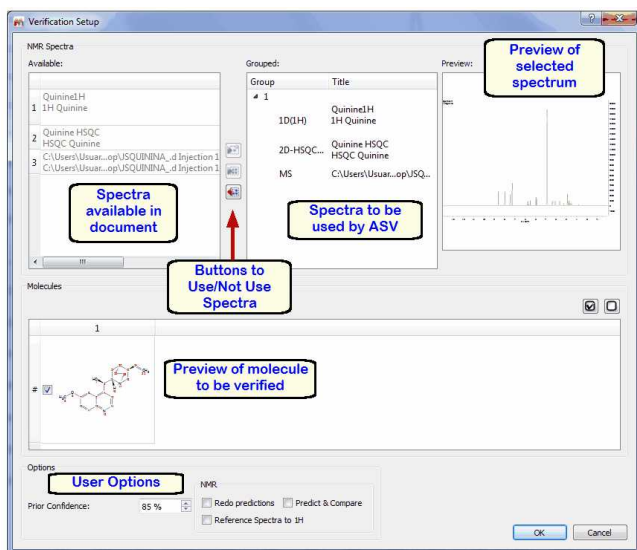 Verification Setup
NMR Spectra
Available:
Grouped:
Preview:
Preview of
selected
spectrum
Group Title
1 Quinine1H
1H Quinine
2 Quinine HSQC
HSQC Quinine
3 C:\Users\Usuar...op\JSQUININA_.d Injection 1
C:\Users\Usuar...op\JSQUININA_.d Injection 1
1
1D(1H) Quinine1H
1H Quinine
2D-HSQC... Quinine HSQC
HSQC Quinine
MS C:\Users\Usuar...op\JSQ...
Spectra
available in
document
Spectra to be
used by ASV
Buttons to
Use/Not Use
Spectra
Molecules
1
#
Preview of molecule
to be verified
Options
User Options
Prior Confidence: 85 %
NMR
Redo predictions Predict & Compare
Reference Spectra to 1H
OK Cancel